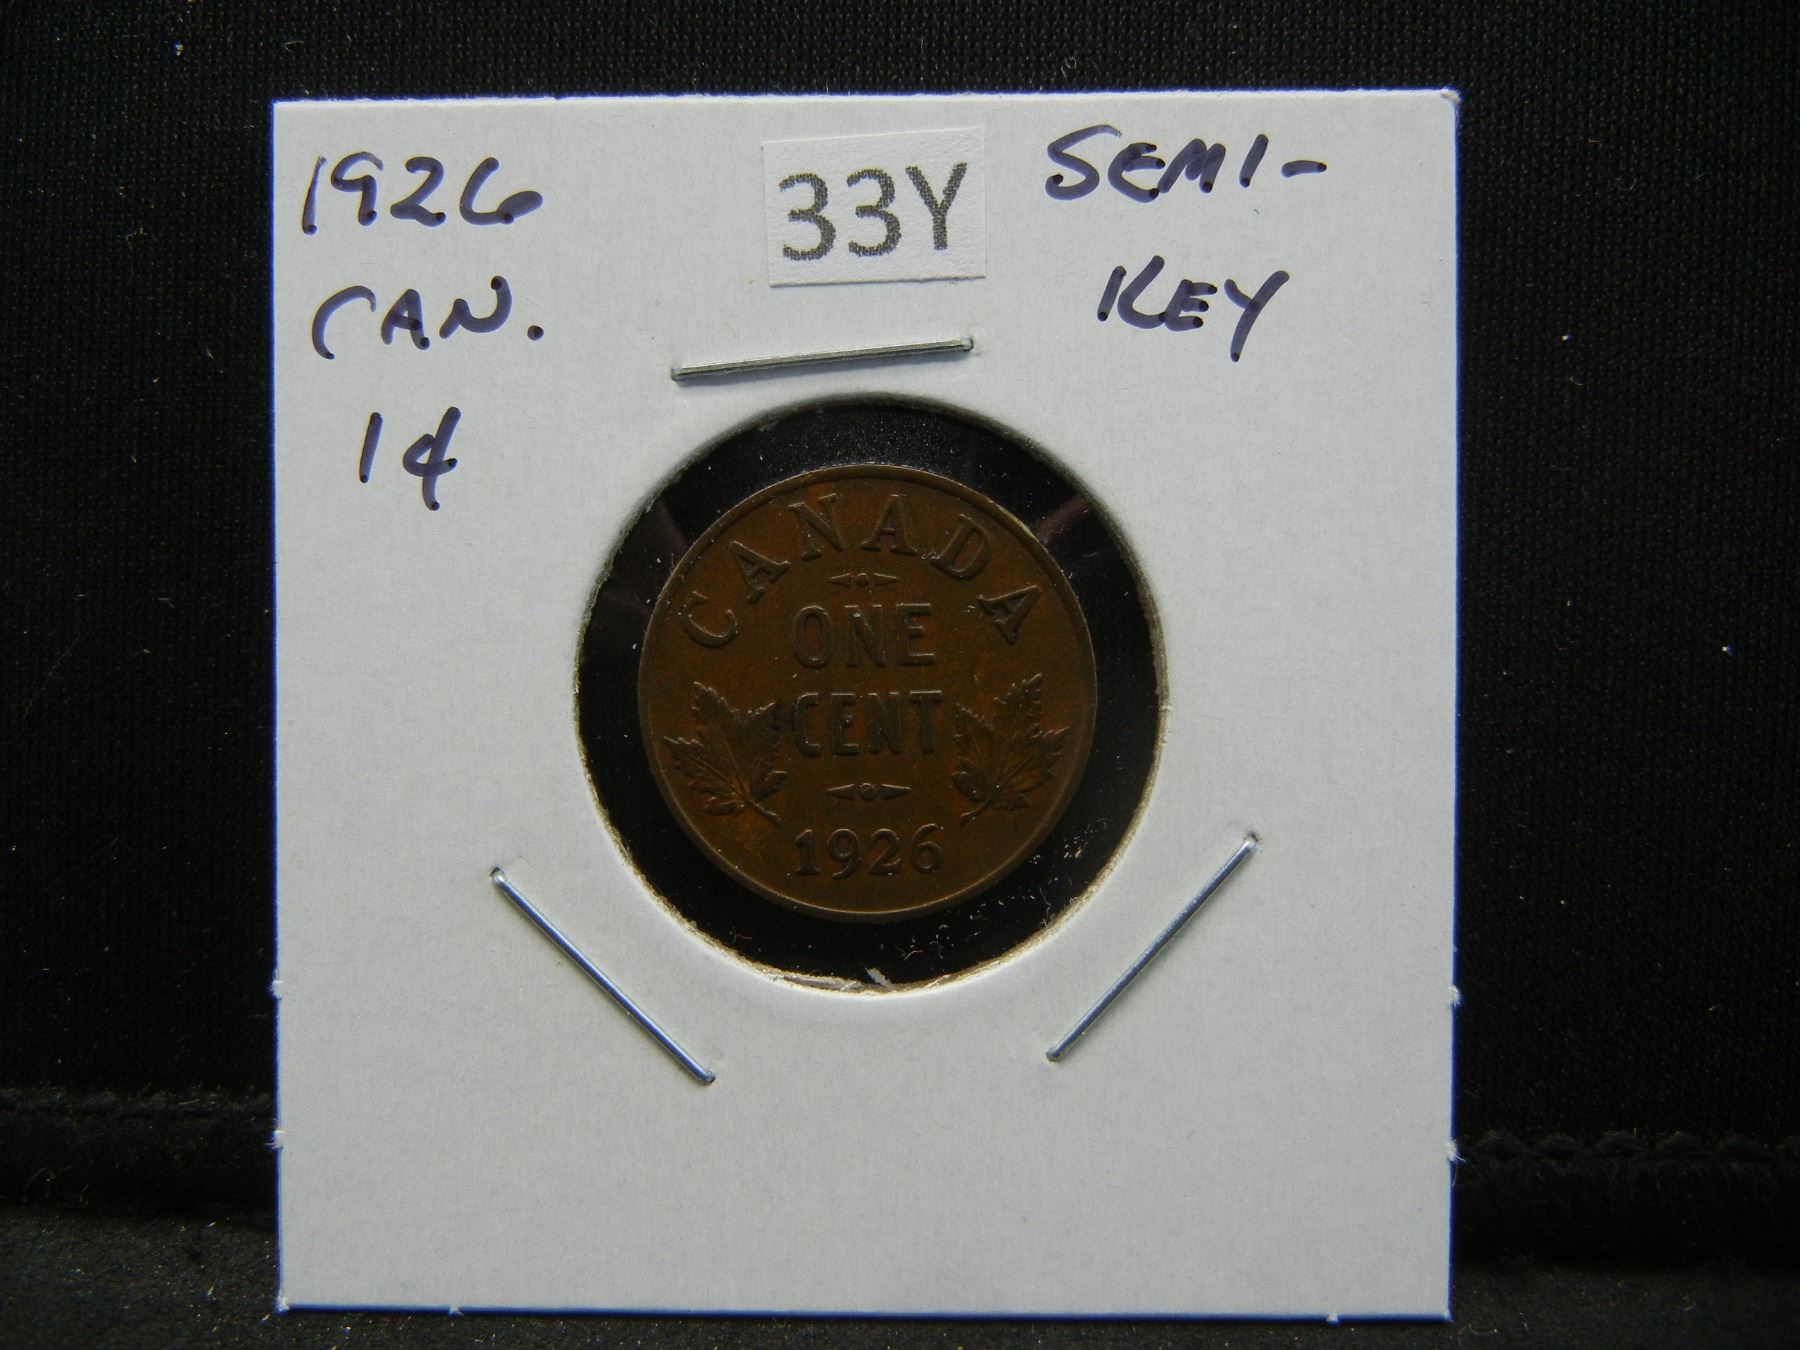 1926
CAN.
1¢
33Y
SEMI-
KEY
CANADA
ONE
CENT
1926